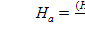 Hₐ = (H